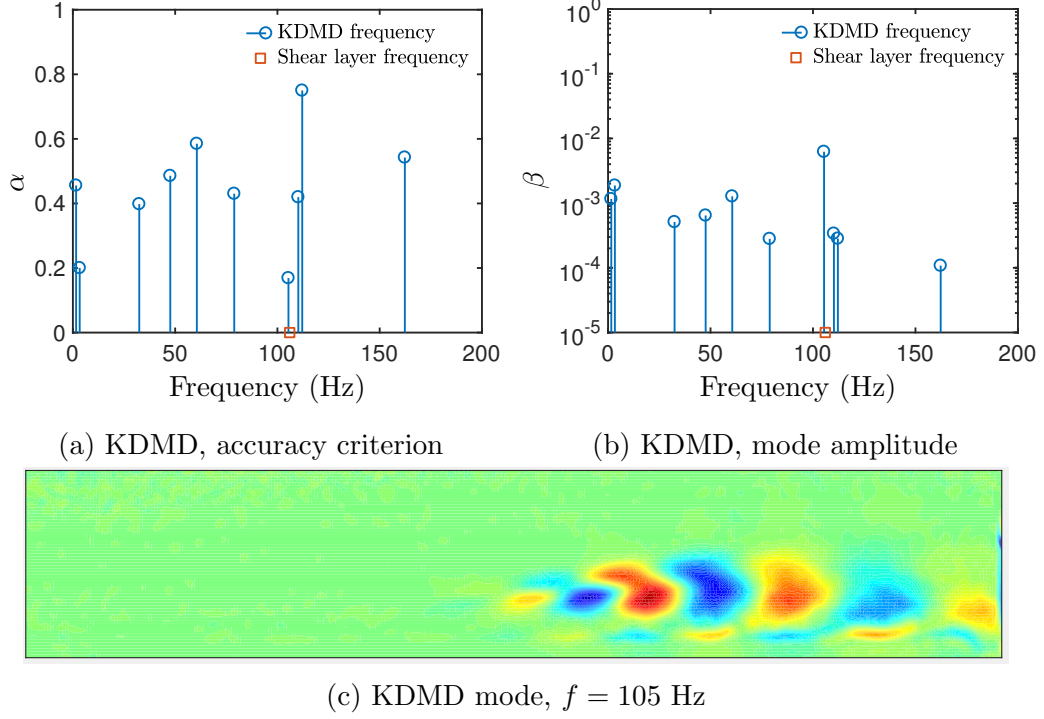 KDMD frequency
Shear layer frequency
1
0.8
0.6
0.4
0.2
0
α
0 50 100 150 200
Frequency (Hz)
(a) KDMD, accuracy criterion
KDMD frequency
Shear layer frequency
10^0
10^-1
10^-2
10^-3
10^-4
10^-5
β
0 50 100 150 200
Frequency (Hz)
(b) KDMD, mode amplitude
(c) KDMD mode, f = 105 Hz